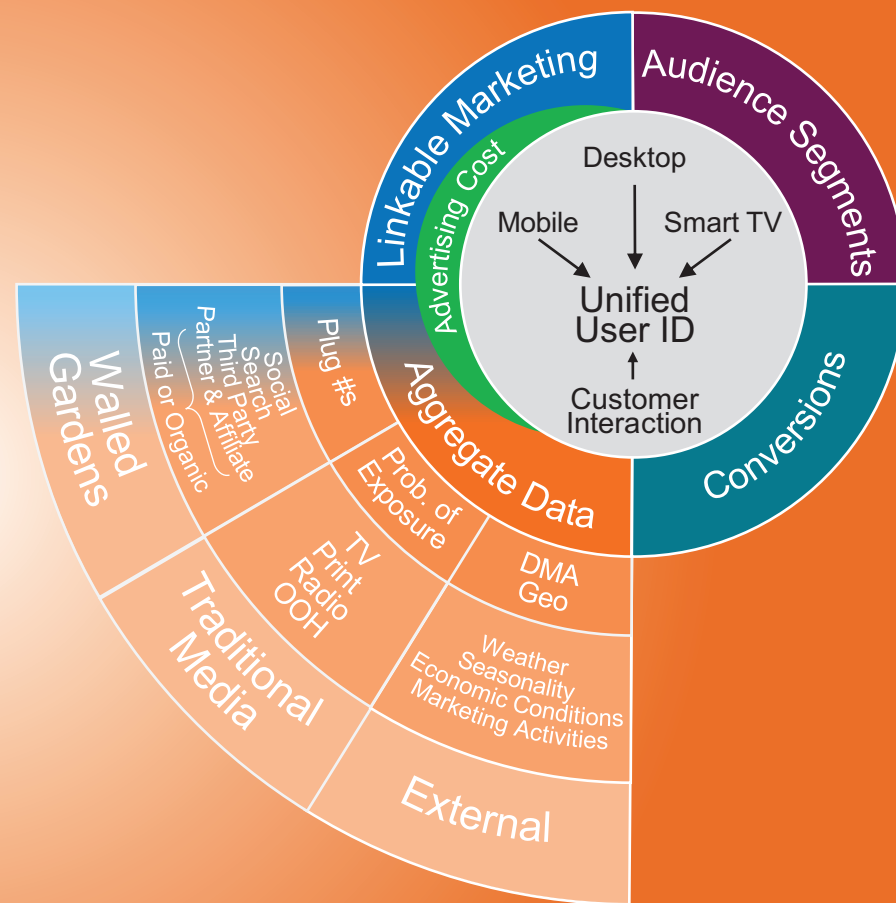 Linkable Marketing
Audience Segments
Advertising Cost
Desktop
Mobile
Smart TV
Unified
User ID
Customer
Interaction
Conversions
Aggregate Data
Plug #s
Social
Search
Third Party
Partner & Affiliate
Paid or Organic
Walled
Gardens
Prob. of
Exposure
TV
Print
Radio
OOH
Traditional
Media
DMA
Geo
Weather
Seasonality
Economic Conditions
Marketing Activities
External